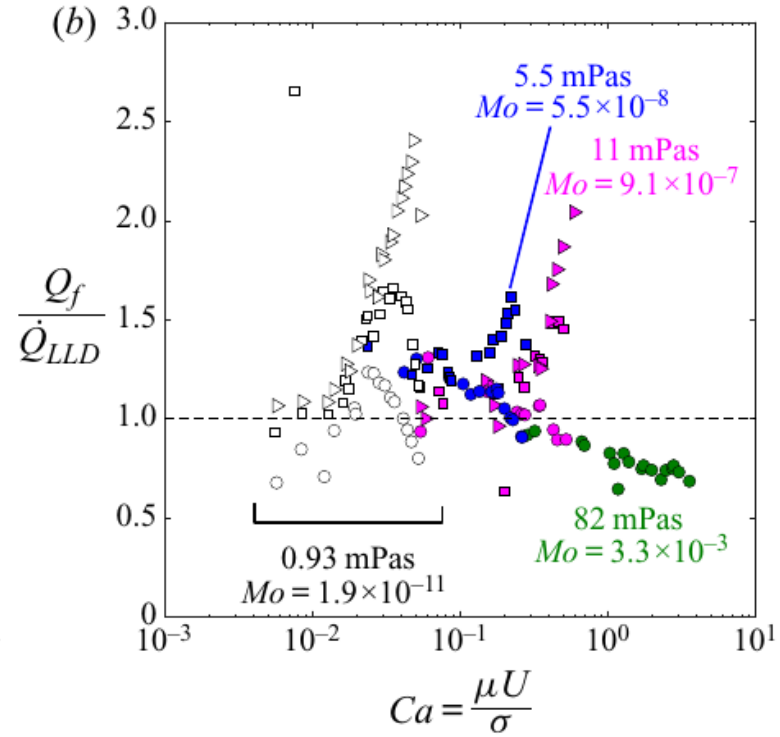 (b)
3.0
2.5
2.0
1.5
1.0
0.5
0
Q_f / Q̇_LLD
5.5 mPas
Mo = 5.5×10⁻⁸
11 mPas
Mo = 9.1×10⁻⁷
82 mPas
Mo = 3.3×10⁻³
0.93 mPas
Mo = 1.9×10⁻¹¹
10⁻³ 10⁻² 10⁻¹ 10⁰ 10¹
Ca = μU / σ